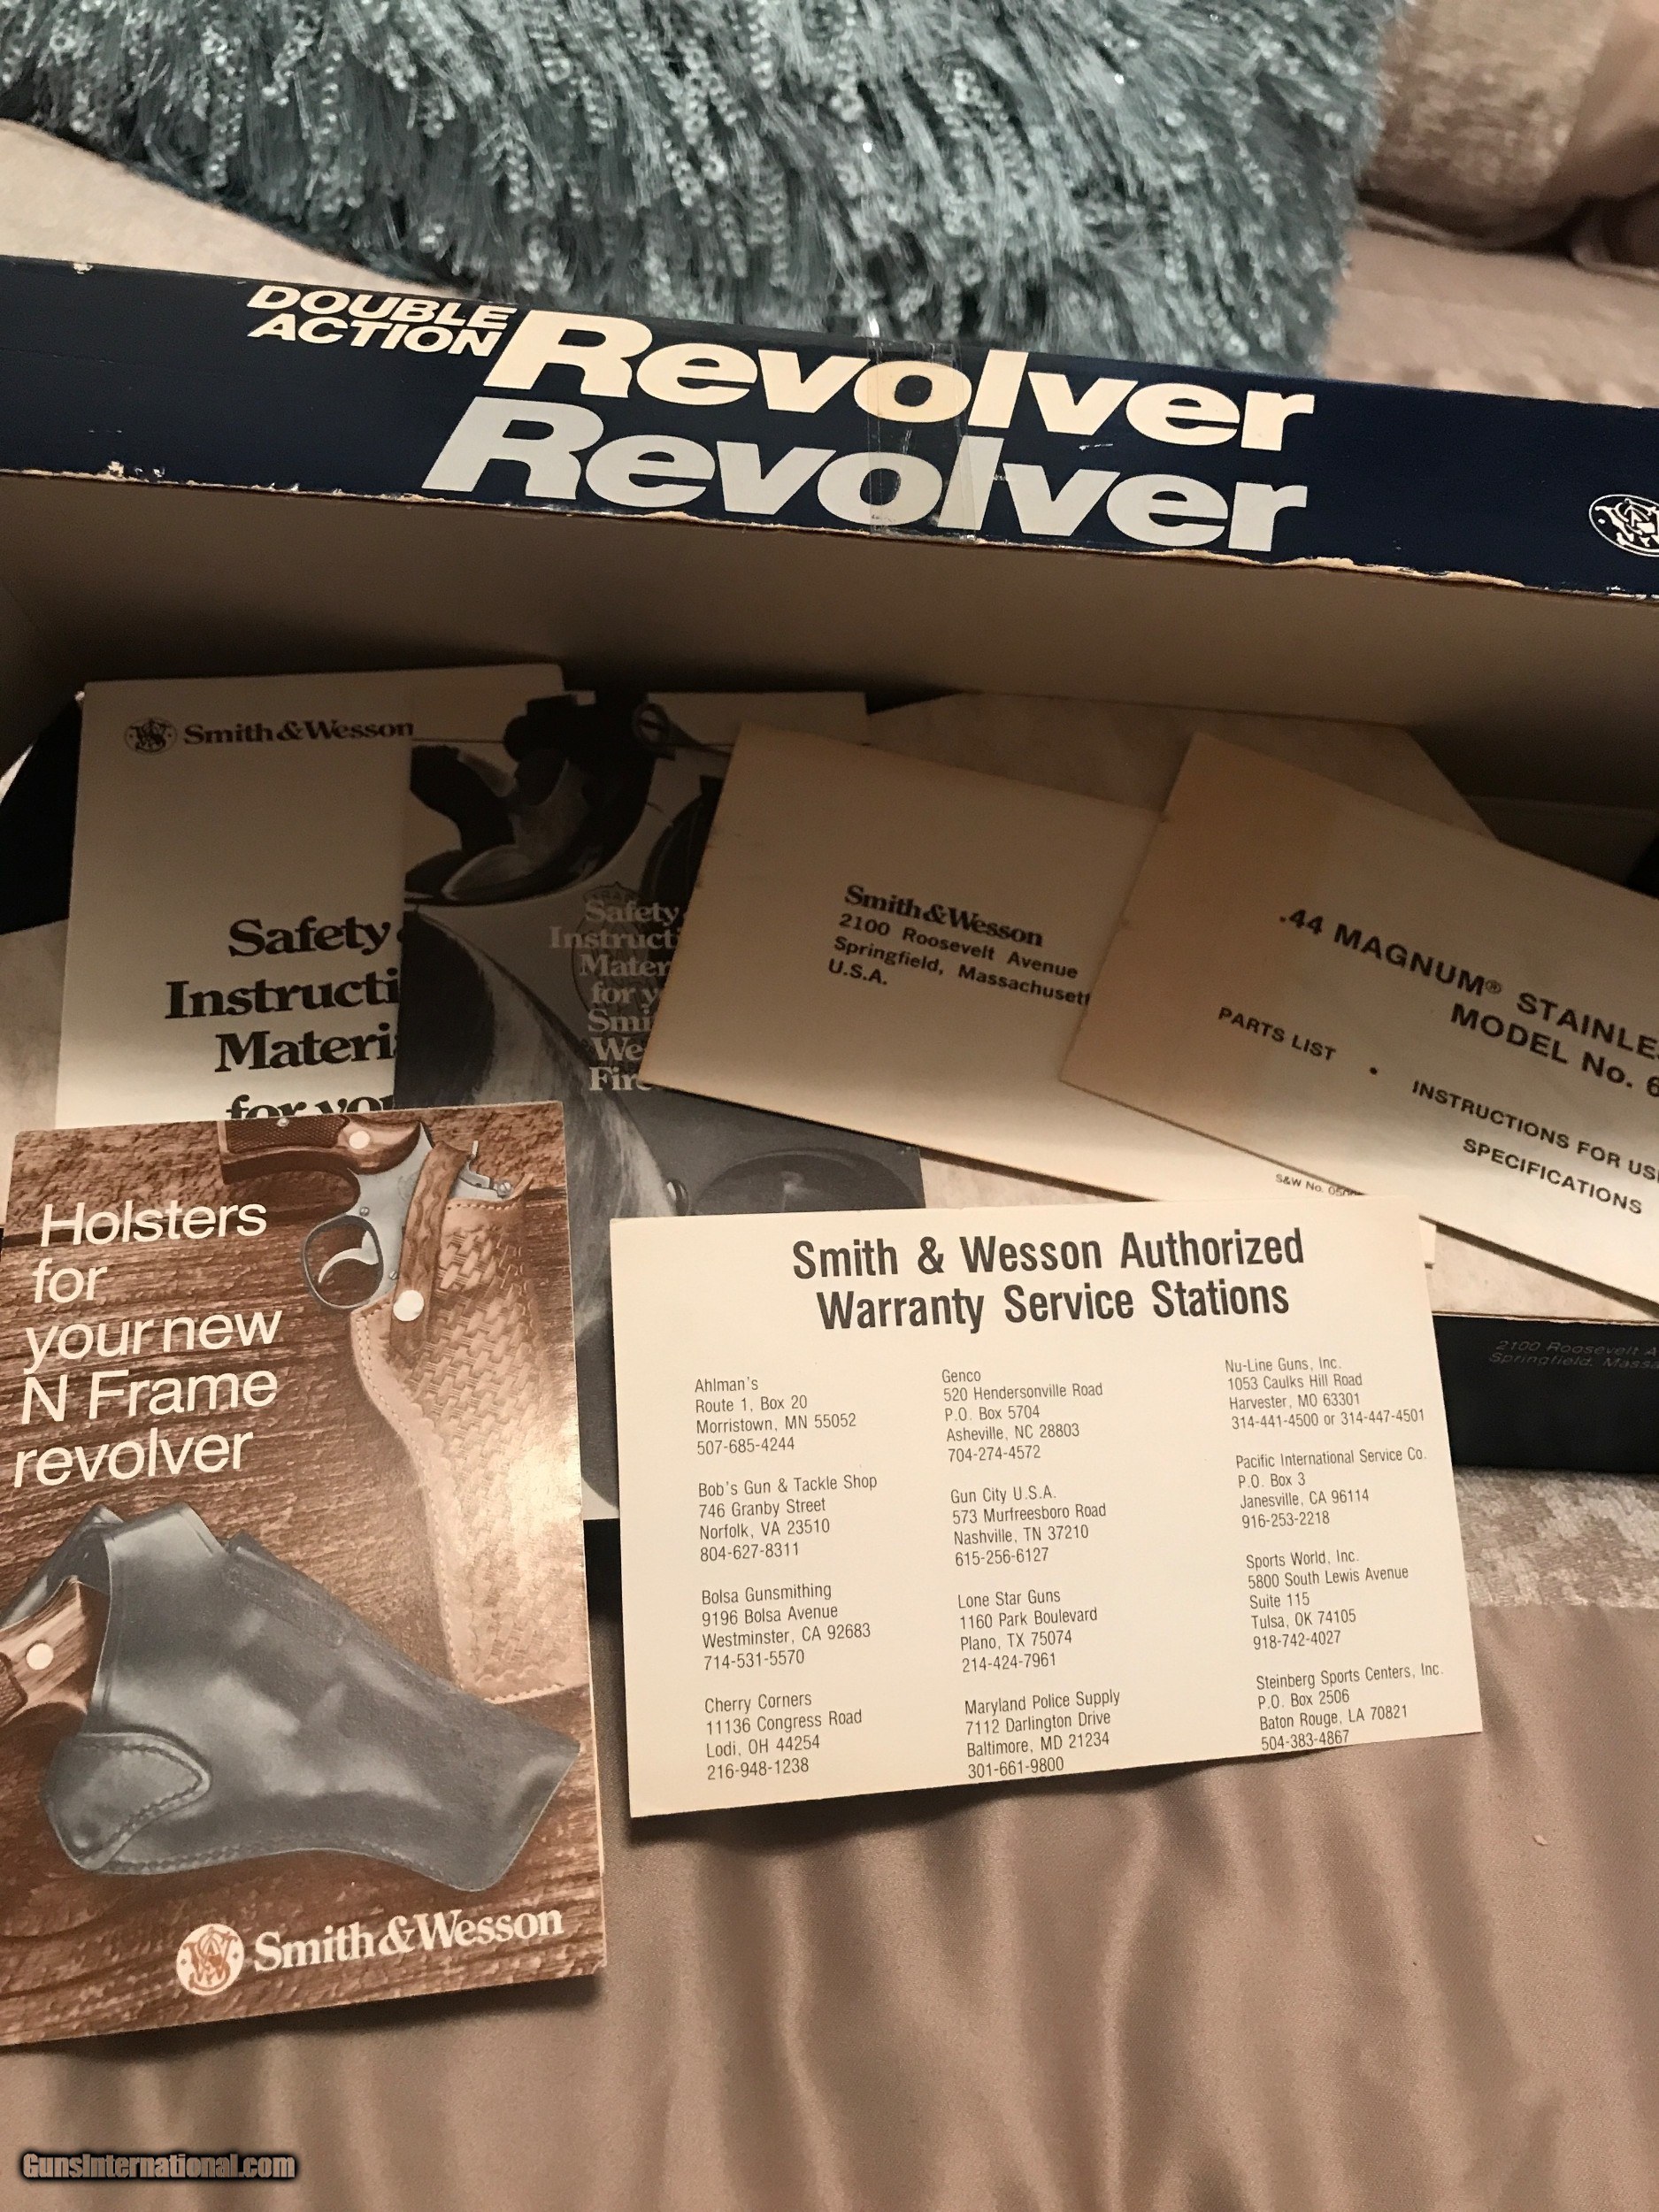 DOUBLE
ACTION
Revolver
Revolver
Smith&Wesson
Safety
Instructi
Materi
for you
Safety
Instruct
Mater
for y
Smi
We
Fire
Smith&Wesson
2100 Roosevelt Avenue
Springfield, Massachusett
U.S.A.
S&W No.
.44 MAGNUM® STAINLES
MODEL No. 6
PARTS LIST • INSTRUCTIONS FOR US
SPECIFICATIONS
Holsters
for
your new
N Frame
revolver
Smith&Wesson
Smith & Wesson Authorized
Warranty Service Stations
Ahlman's
Route 1, Box 20
Morristown, MN 55052
507-685-4244
Bob's Gun & Tackle Shop
746 Granby Street
Norfolk, VA 23510
804-627-8311
Bolsa Gunsmithing
9196 Bolsa Avenue
Westminster, CA 92683
714-531-5570
Cherry Corners
11136 Congress Road
Lodi, OH 44254
216-948-1238
Genco
520 Hendersonville Road
P.O. Box 5704
Asheville, NC 28803
704-274-4572
Gun City U.S.A.
573 Murfreesboro Road
Nashville, TN 37210
615-256-6127
Lone Star Guns
1160 Park Boulevard
Plano, TX 75074
214-424-7961
Maryland Police Supply
7112 Darlington Drive
Baltimore, MD 21234
301-661-9800
Nu-Line Guns, Inc.
1053 Caulks Hill Road
Harvester, MO 63301
314-441-4500 or 314-447-4501
Pacific International Service Co.
P.O. Box 3
Janesville, CA 96114
916-253-2218
Sports World, Inc.
5800 South Lewis Avenue
Suite 115
Tulsa, OK 74105
918-742-4027
Steinberg Sports Centers, Inc.
P.O. Box 2506
Baton Rouge, LA 70821
504-383-4867
2100 Roosevelt A
Springfield, Massa
GunsInternational.com